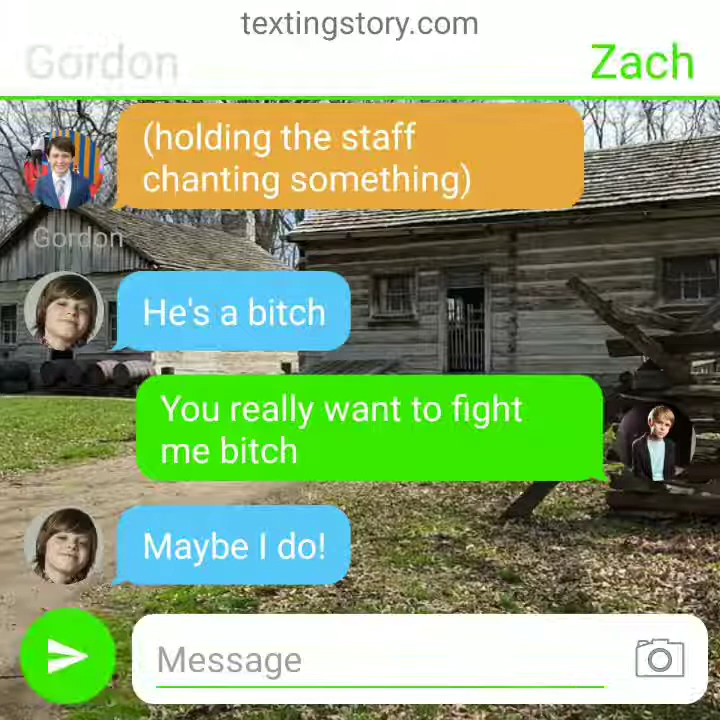 textingstory.com
Gordon
Zach
(holding the staff
chanting something)
Gordon
He's a bitch
You really want to fight
me bitch
Maybe I do!
Message